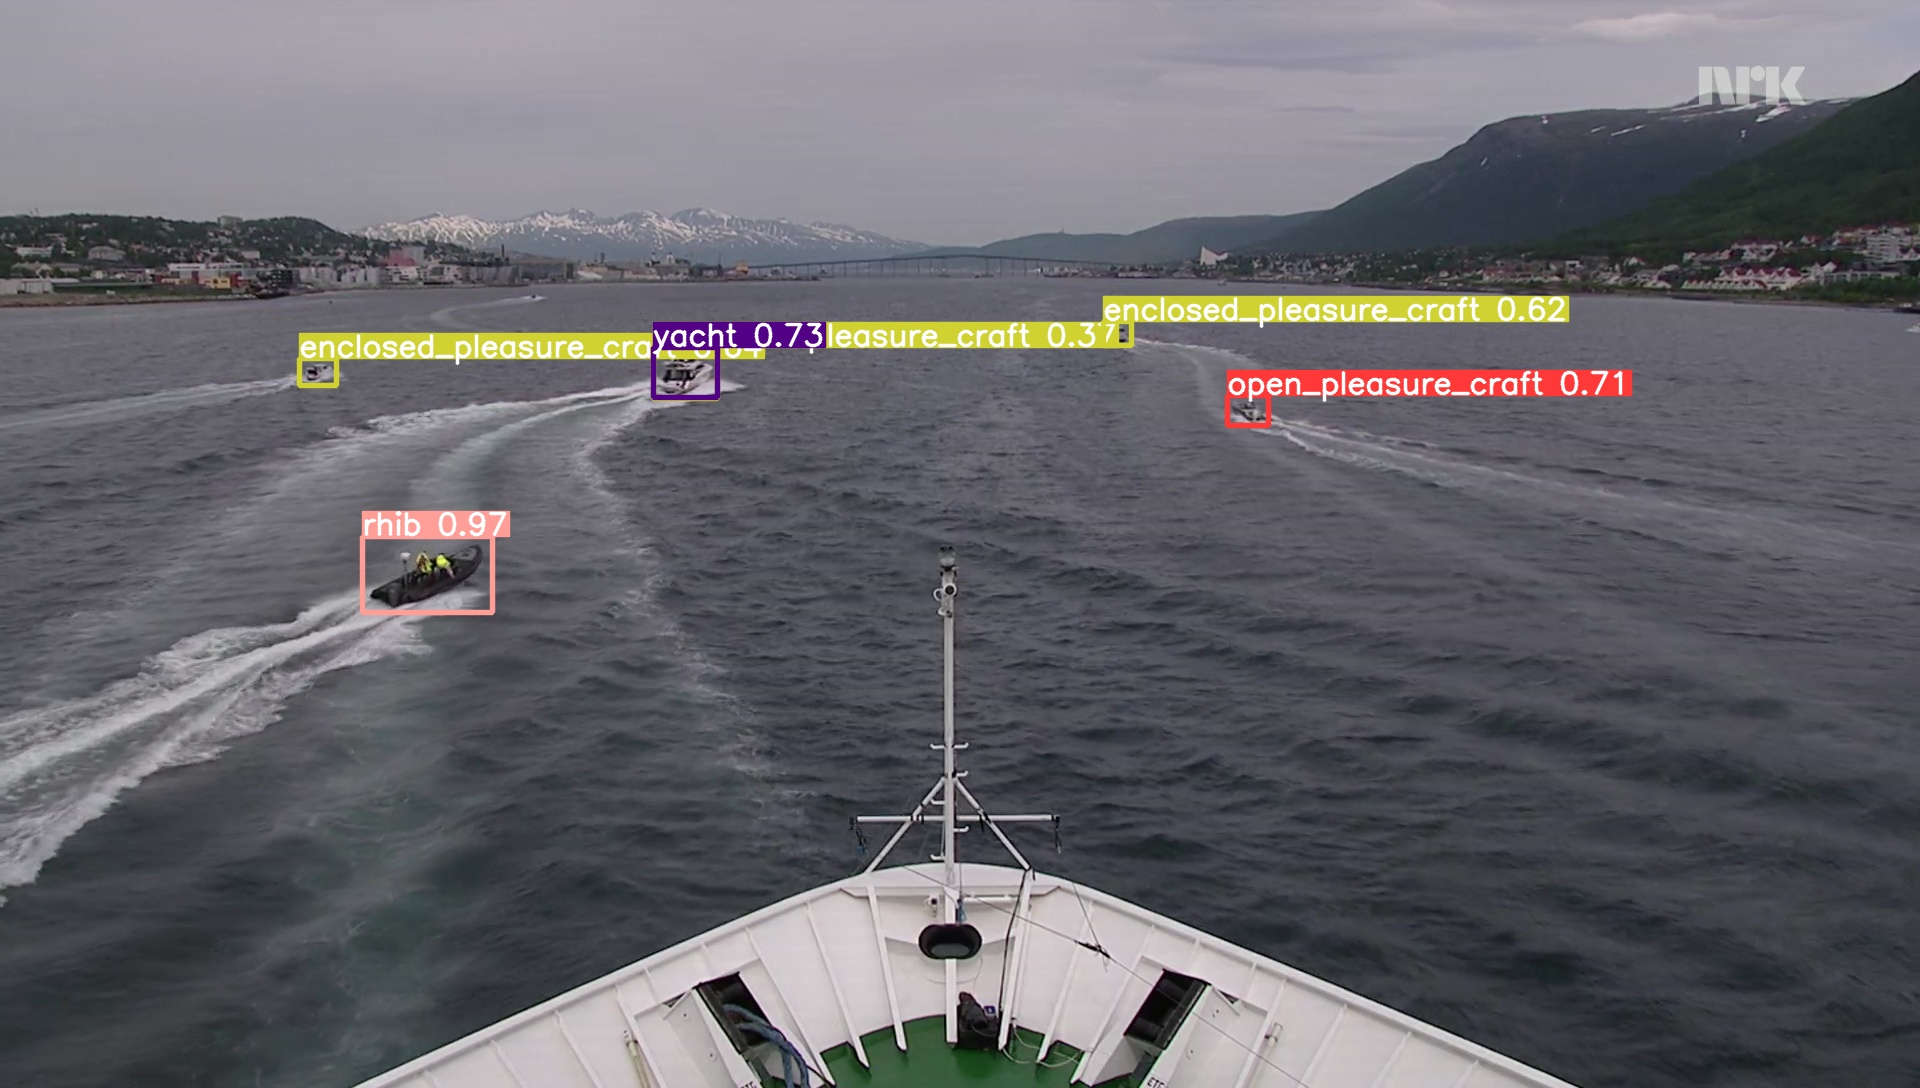 NRK
enclosed_pleasure_craft 0.62
yacht 0.73
leasure_craft 0.37
enclosed_pleasure_cra
open_pleasure_craft 0.71
rhib 0.97